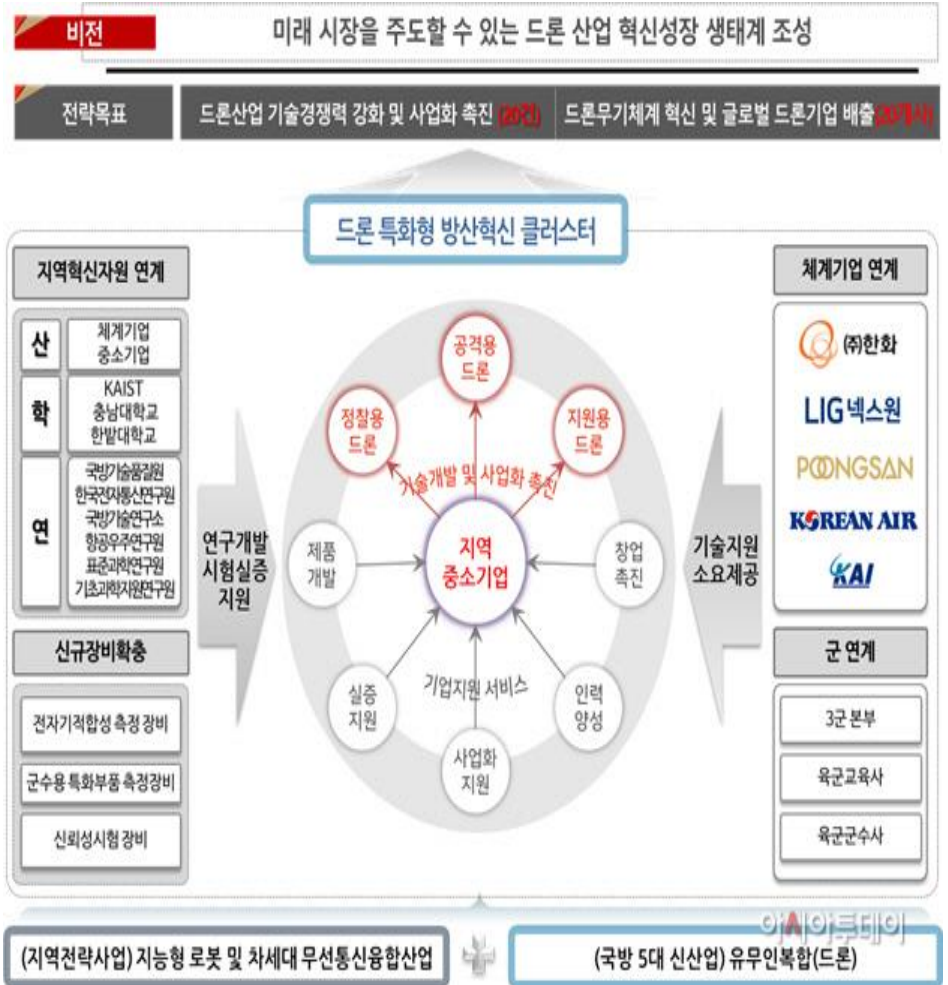 비전
미래 시장을 주도할 수 있는 드론 산업 혁신성장 생태계 조성
전략목표
드론산업 기술경쟁력 강화 및 사업화 촉진 (20건)
드론무기체계 혁신 및 글로벌 드론기업 배출(20개사)
드론 특화형 방산혁신 클러스터
지역혁신자원 연계
산
체계기업
중소기업
학
KAIST
충남대학교
한밭대학교
연
국방기술품질원
한국전자통신연구원
국방기술연구소
항공우주연구원
표준과학연구원
기초과학지원연구원
신규장비확충
전자기적합성 측정 장비
군수용 특화부품 측정장비
신뢰성시험 장비
연구개발
시험실증
지원
공격용
드론
정찰용
드론
지원용
드론
기술개발 및 사업화 촉진
지역
중소기업
제품
개발
창업
촉진
실증
지원
기업지원 서비스
인력
양성
사업화
지원
기술지원
소요제공
체계기업 연계
㈜한화
LIG넥스원
POONGSAN
KOREAN AIR
KAI
군 연계
3군 본부
육군교육사
육군군수사
아시아투데이
(지역전략사업) 지능형 로봇 및 차세대 무선통신융합산업
(국방 5대 신산업) 유무인복합(드론)